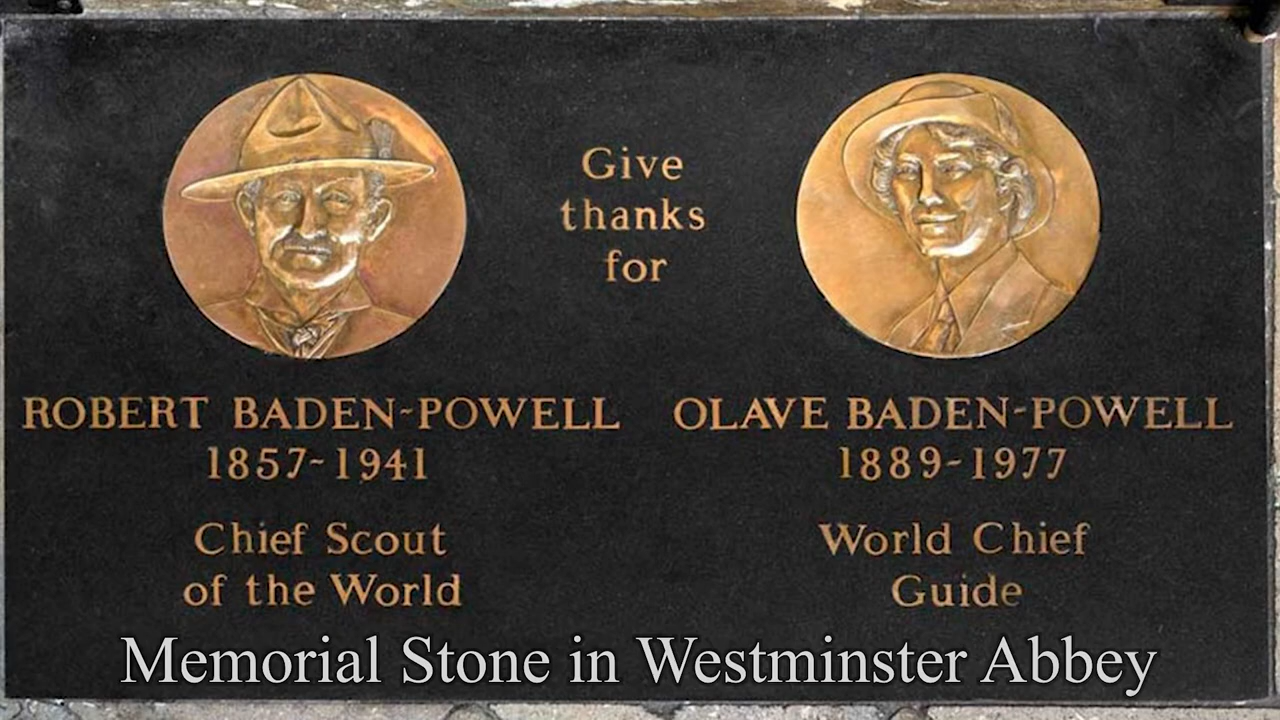 Give
thanks
for
ROBERT BADEN-POWELL
1857-1941
Chief Scout
of the World
OLAVE BADEN-POWELL
1889-1977
World Chief
Guide
Memorial Stone in Westminster Abbey